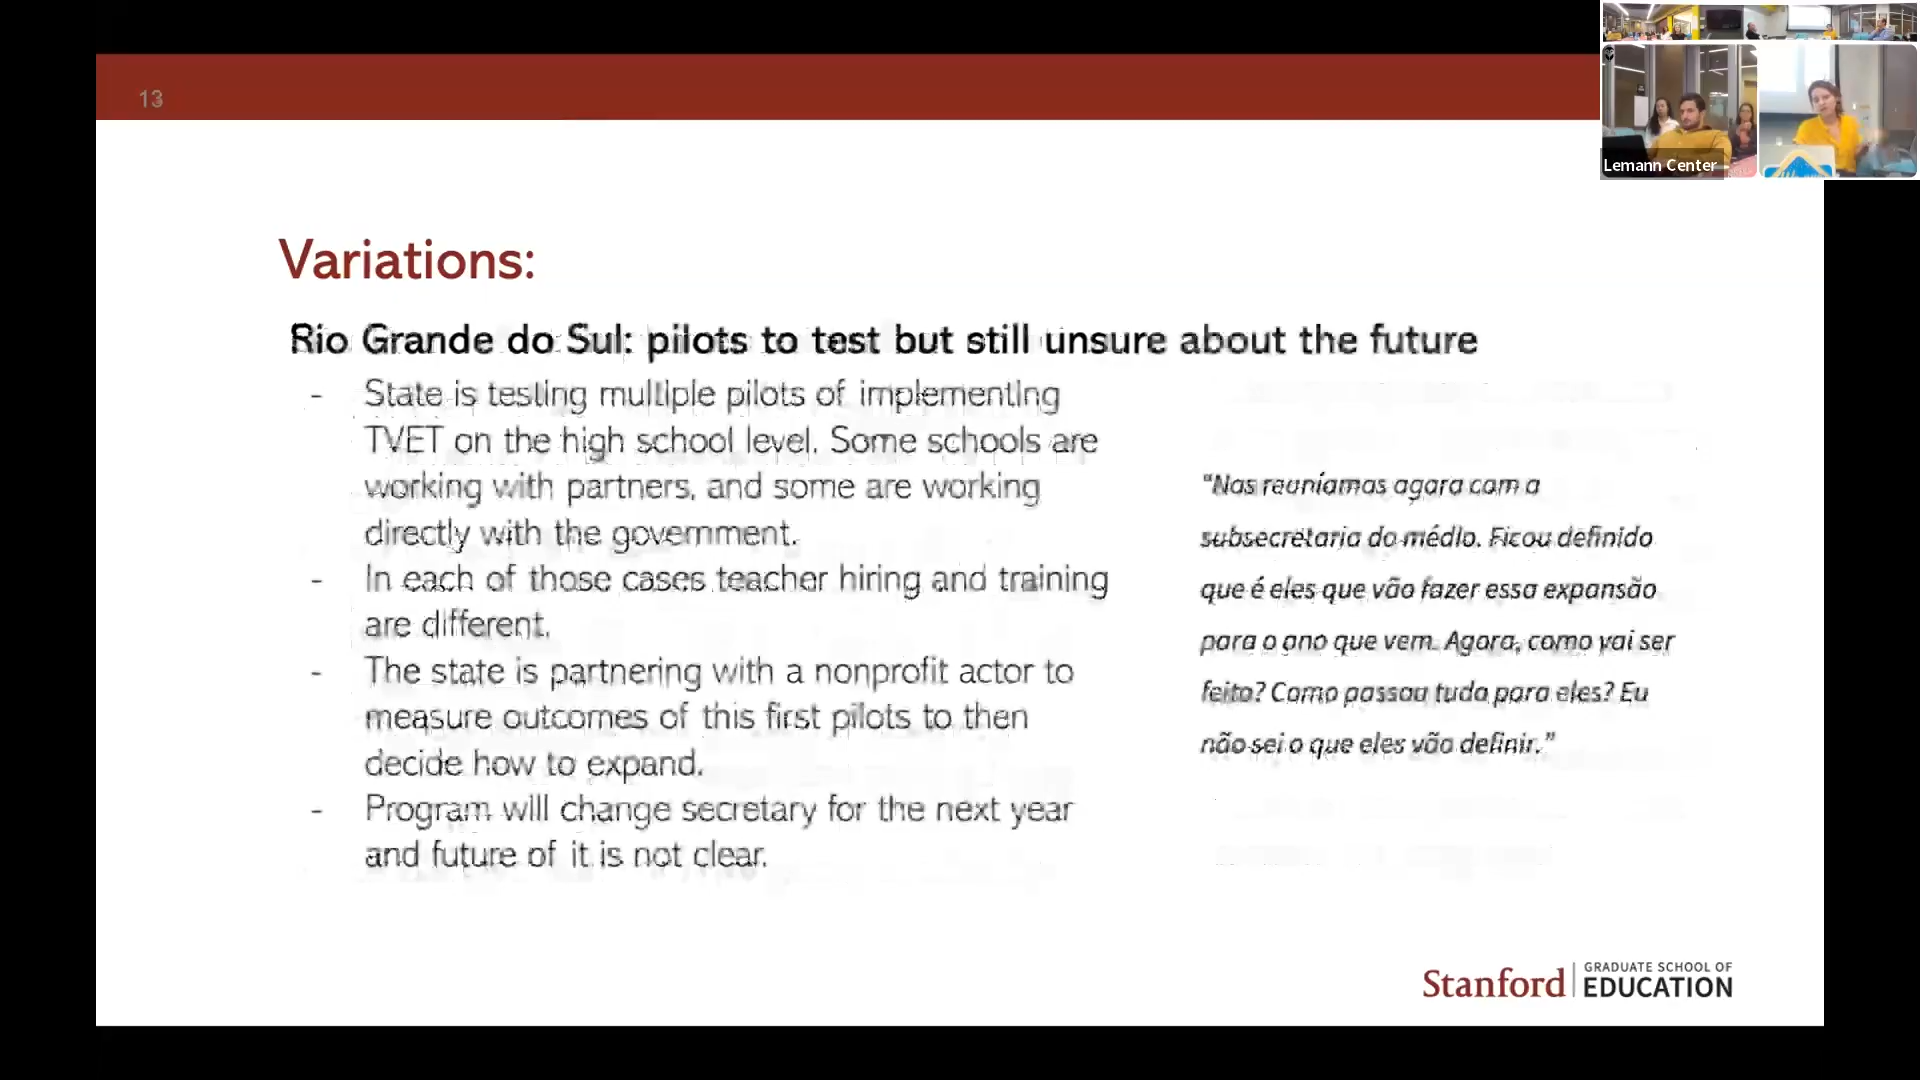 13
Lemann Center
Variations:
Rio Grande do Sul: pilots to test but still unsure about the future
- State is testing multiple pilots of implementing
TVET on the high school level. Some schools are
working with partners, and some are working
directly with the government.
- In each of those cases teacher hiring and training
are different.
- The state is partnering with a nonprofit actor to
measure outcomes of this first pilots to then
decide how to expand.
- Program will change secretary for the next year
and future of it is not clear.
"Nos reuníamos agora com a
subsecretaria do médio. Ficou definido
que é eles que vão fazer essa expansão
para o ano que vem. Agora, como vai ser
feito? Como passou tudo para eles? Eu
não sei o que eles vão definir."
Stanford
GRADUATE SCHOOL OF
EDUCATION